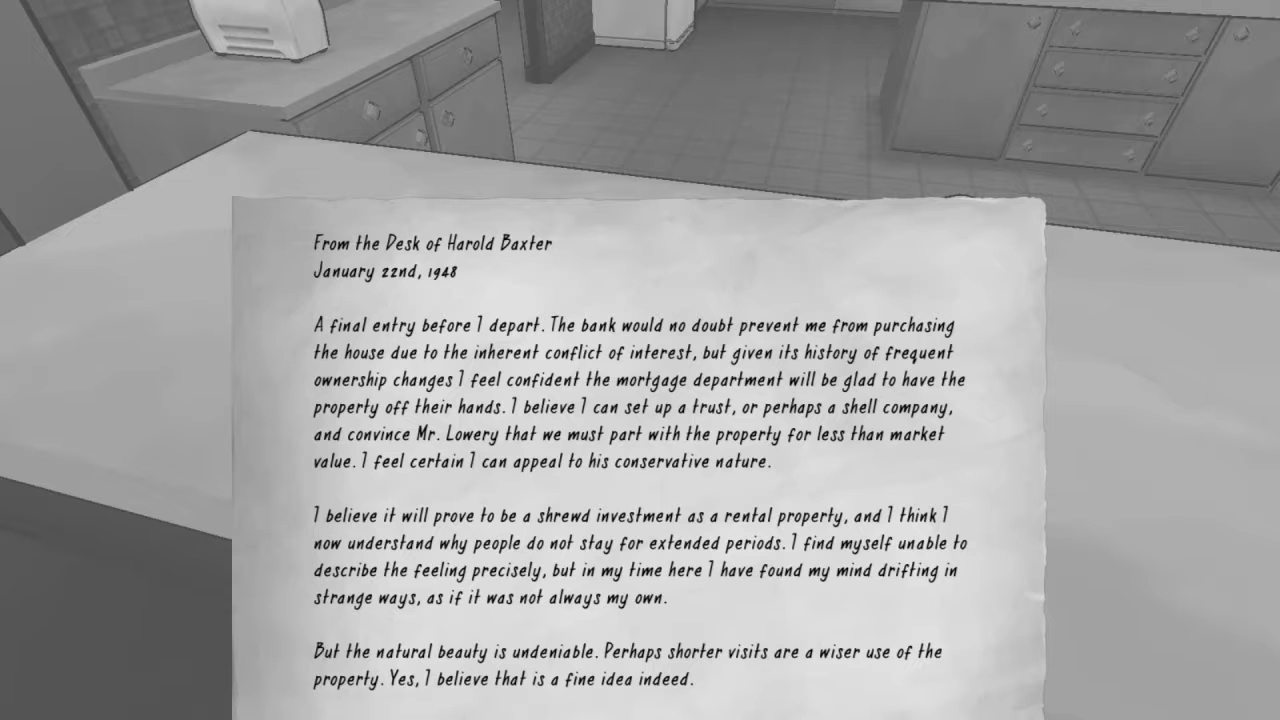 From the Desk of Harold Baxter
January 22nd, 1948
A final entry before I depart. The bank would no doubt prevent me from purchasing
the house due to the inherent conflict of interest, but given its history of frequent
ownership changes I feel confident the mortgage department will be glad to have the
property off their hands. I believe I can set up a trust, or perhaps a shell company,
and convince Mr. Lowery that we must part with the property for less than market
value. I feel certain I can appeal to his conservative nature.
I believe it will prove to be a shrewd investment as a rental property, and I think I
now understand why people do not stay for extended periods. I find myself unable to
describe the feeling precisely, but in my time here I have found my mind drifting in
strange ways, as if it was not always my own.
But the natural beauty is undeniable. Perhaps shorter visits are a wiser use of the
property. Yes, I believe that is a fine idea indeed.